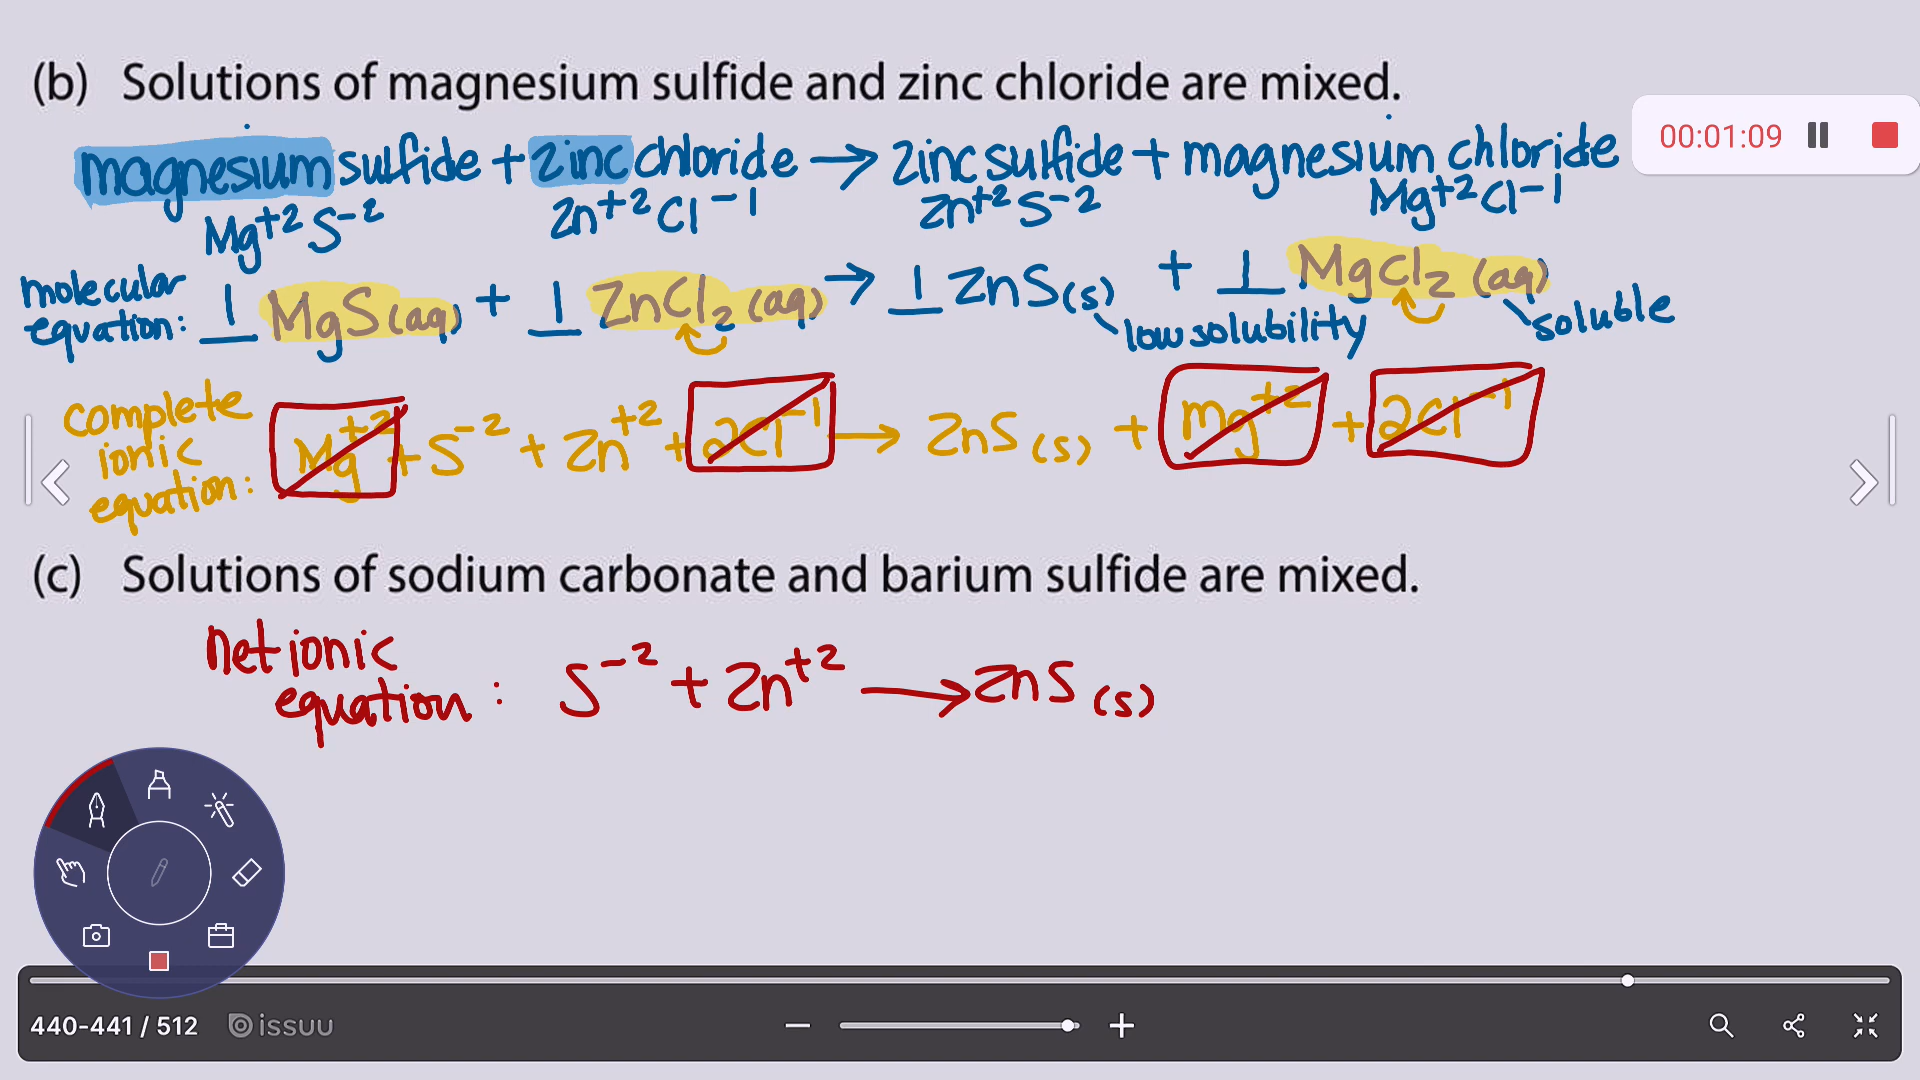 (b) Solutions of magnesium sulfide and zinc chloride are mixed.
00:01:09
magnesium sulfide + zinc chloride → zinc sulfide + magnesium chloride
Mg⁺² S⁻² Zn⁺² Cl⁻¹ Zn⁺² S⁻² Mg⁺² Cl⁻¹
molecular equation: 1 MgS(aq) + 1 ZnCl₂ (aq) → 1 ZnS(s) + 1 MgCl₂ (aq)
low solubility soluble
complete ionic equation: Mg⁺² + S⁻² + Zn⁺² + 2Cl⁻¹ → ZnS (s) + Mg⁺² + 2Cl⁻¹
(c) Solutions of sodium carbonate and barium sulfide are mixed.
net ionic equation: S⁻² + Zn⁺² → ZnS (s)
440-441 / 512 issuu